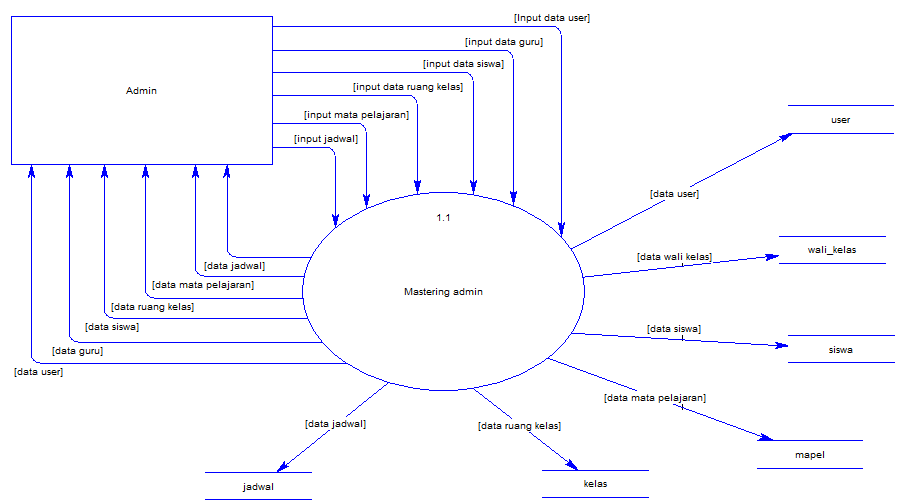 [Input data user]
[input data guru]
[input data siswa]
[input data ruang kelas]
[input mata pelajaran]
[input jadwal]
Admin
user
[data user]
1.1
Mastering admin
[data wali kelas]
wali_kelas
[data jadwal]
[data mata pelajaran]
[data ruang kelas]
[data siswa]
[data guru]
[data user]
[data siswa]
siswa
[data mata pelajaran]
mapel
[data jadwal]
[data ruang kelas]
jadwal
kelas